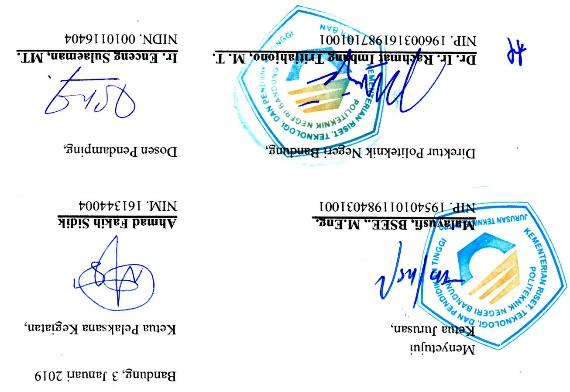 Bandung, 3 Januari 2019
Menyetujui
Ketua Jurusan,
Ketua Pelaksana Kegiatan,
KEMENTERIAN RISET, TEKNOLOGI, DAN PENDIDIKAN TINGGI
POLITEKNIK NEGERI BANDUNG
JURUSAN TEKNIK
Malayusfi, BSEE., M.Eng.
NIP. 195401011984031001
Ahmad Fakih Sidik
NIM. 161344004
Direktur Politeknik Negeri Bandung,
Dosen Pendamping,
KEMENTERIAN RISET, TEKNOLOGI, DAN PENDIDIKAN
POLITEKNIK NEGERI BANDUNG
Dr. Ir. Rachmat Imbang Tritjahjono, M. T.
NIP. 196003161987101001
Ir. Enceng Sulaeman, MT.
NIDN. 0010116404